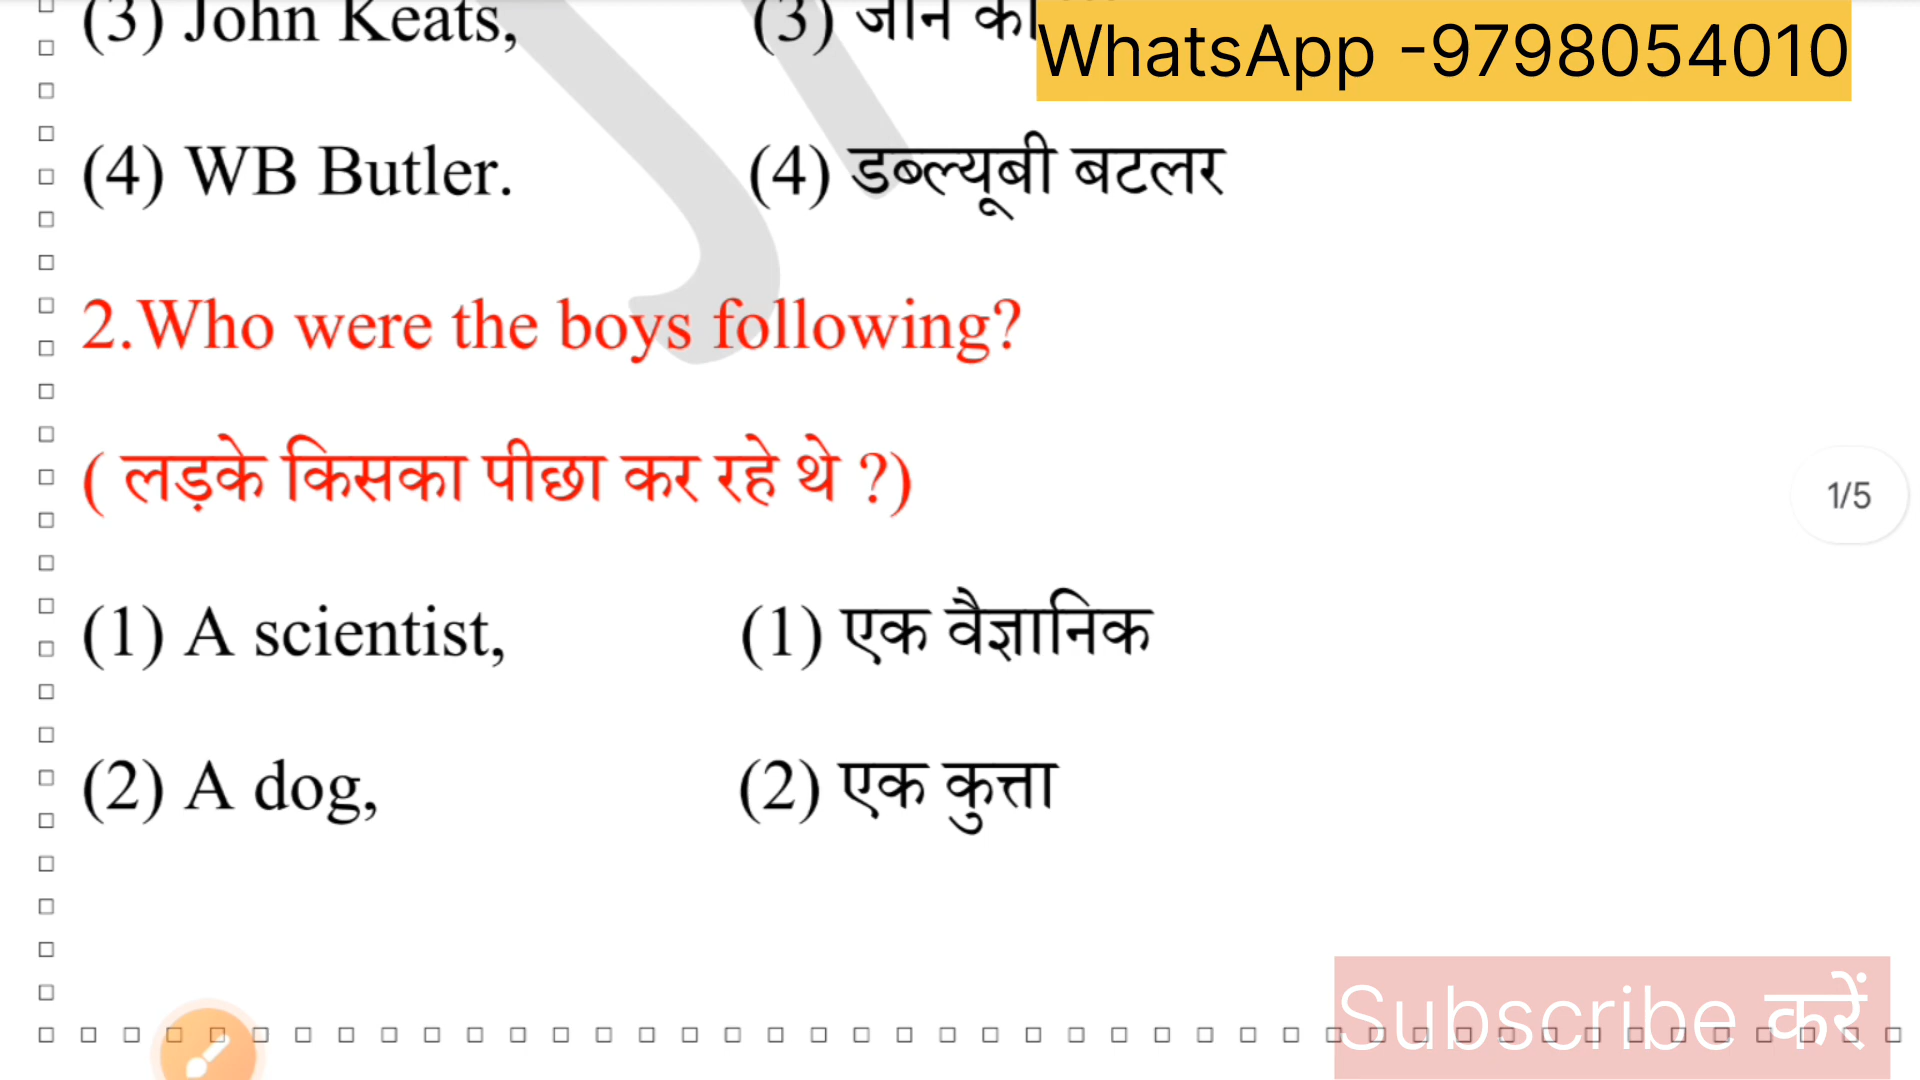 (3) John Keats, (3) जान
WhatsApp -9798054010
(4) WB Butler. (4) डब्ल्यूबी बटलर
2.Who were the boys following?
( लड़के किसका पीछा कर रहे थे ?)
1/5
(1) A scientist, (1) एक वैज्ञानिक
(2) A dog, (2) एक कुत्ता
Subscribe करें